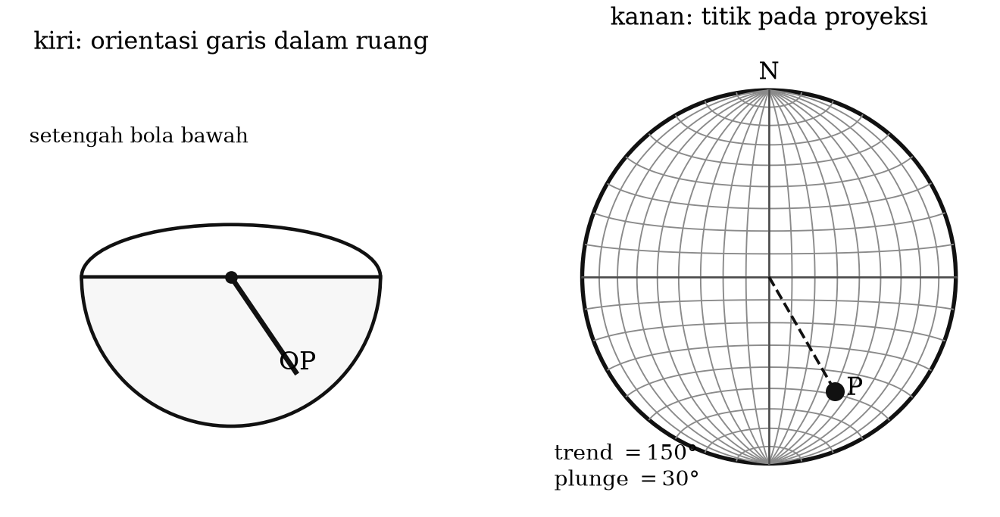 kiri: orientasi garis dalam ruang
setengah bola bawah
OP
kanan: titik pada proyeksi
N
P
trend = 150°
plunge = 30°